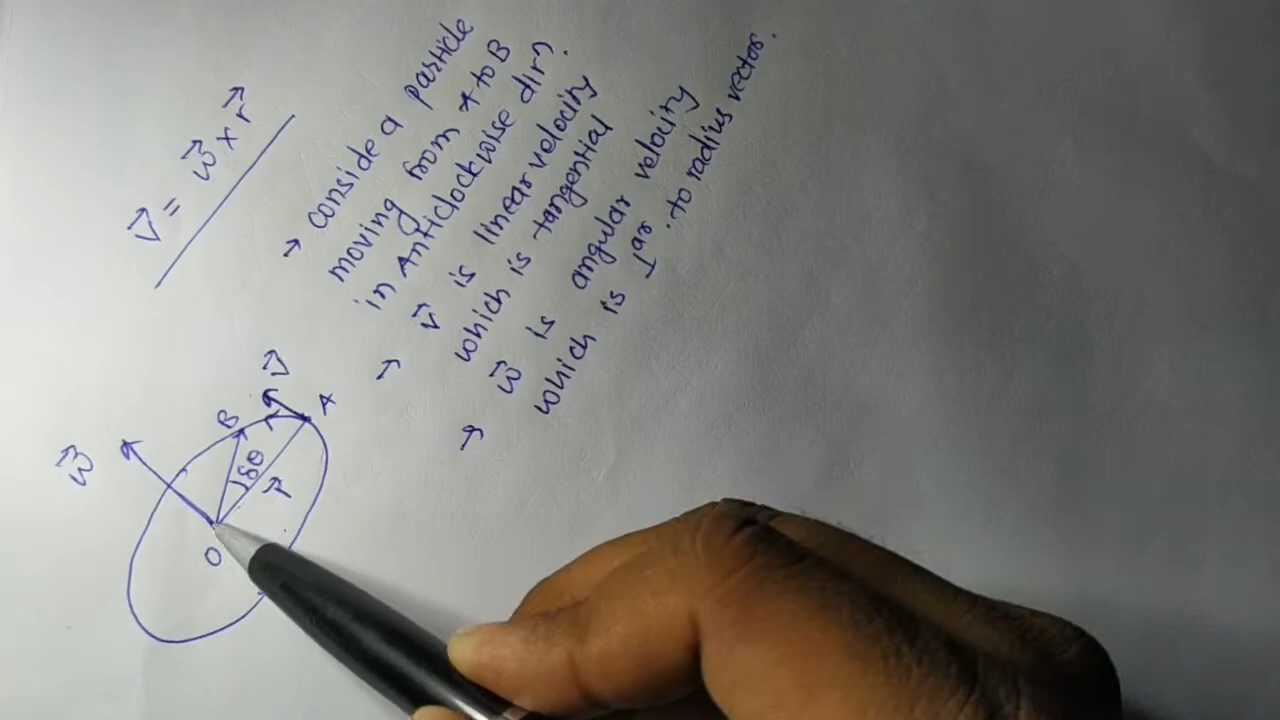 v⃗ = w⃗ × r⃗
→ conside a particle
moving from A to B
in Anticlockwise dirⁿ.
→ v⃗ is linear velocity
which is tangential
→ w⃗ is angular velocity
which is ⊥ar to radius vector.
w⃗
B
v⃗
A
δθ
r⃗
O